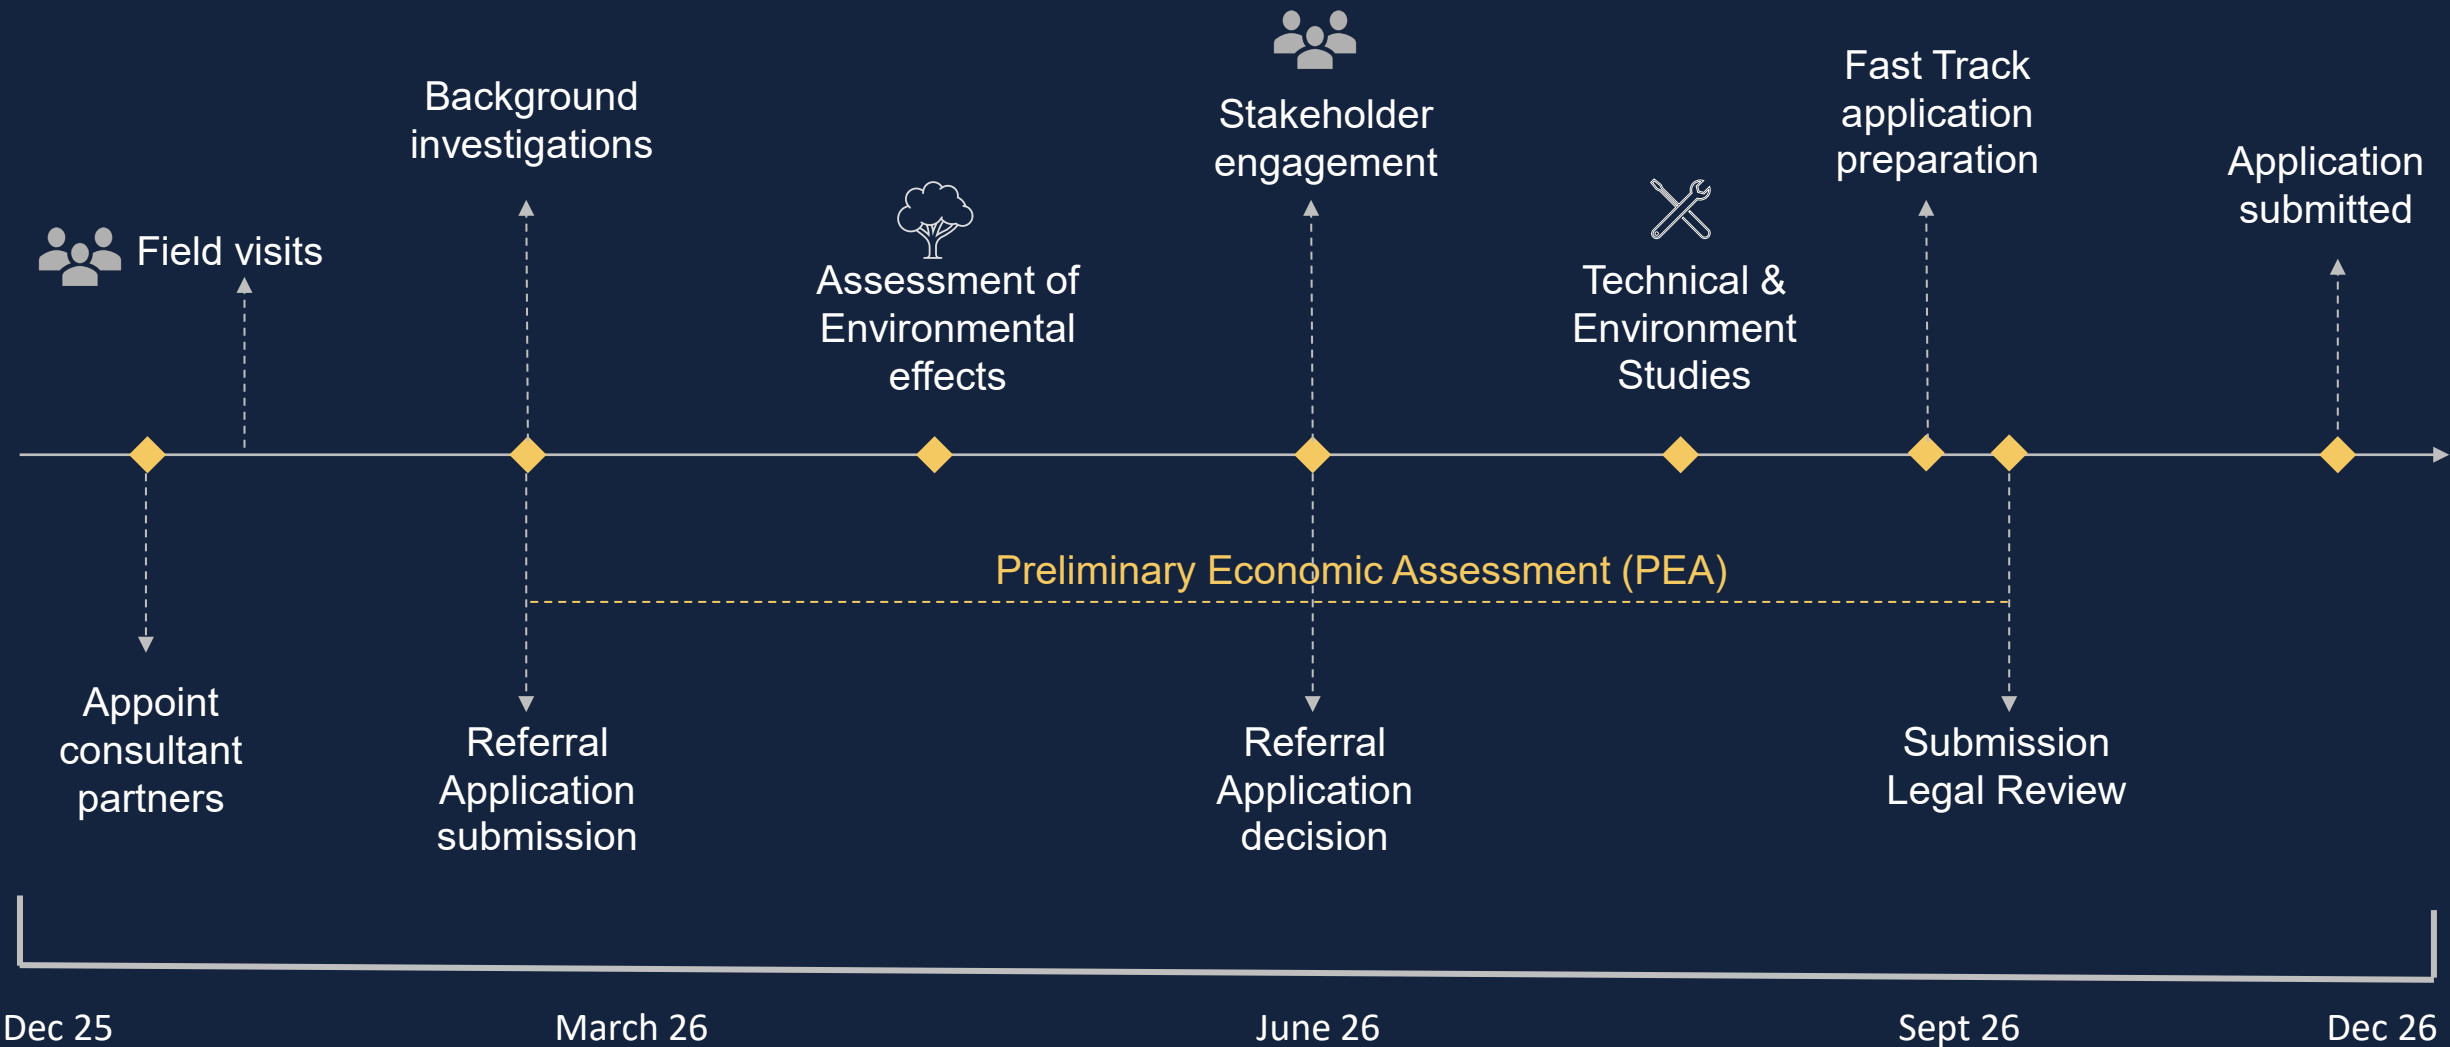 Field visits
Background
investigations
Assessment of
Environmental
effects
Stakeholder
engagement
Technical &
Environment
Studies
Fast Track
application
preparation
Application
submitted
Preliminary Economic Assessment (PEA)
Appoint
consultant
partners
Referral
Application
submission
Referral
Application
decision
Submission
Legal Review
Dec 25
March 26
June 26
Sept 26
Dec 26